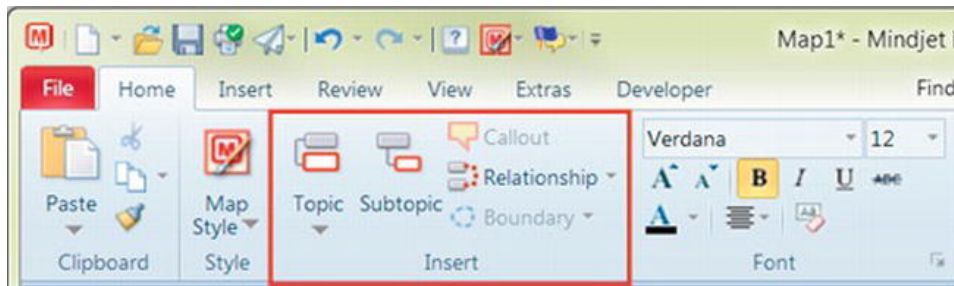 Map1* - Mindjet
File Home Insert Review View Extras Developer Find
Paste
Map Style
Topic
Subtopic
Callout
Relationship
Boundary
Verdana 12
A A B I U abc
A
Clipboard Style Insert Font